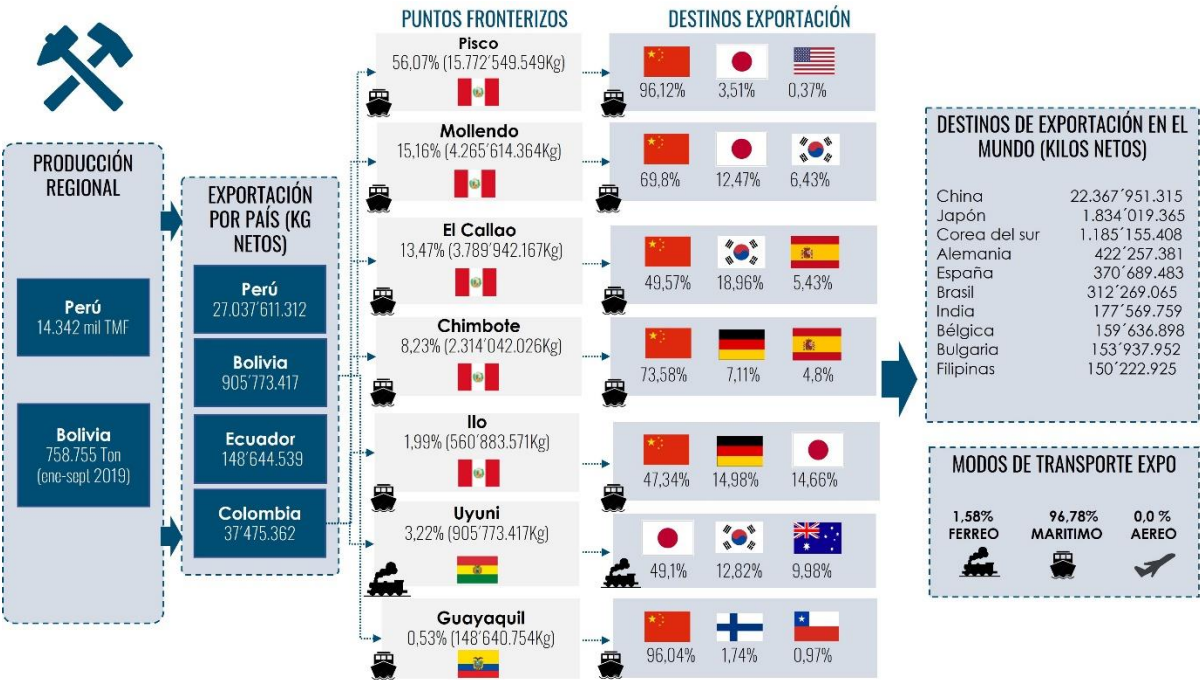 PRODUCCIÓN
REGIONAL
Perú
14.342 mil TMF
Bolivia
758.755 Ton
(ene-sept 2019)
EXPORTACIÓN
POR PAÍS (KG
NETOS)
Perú
27.037´611.312
Bolivia
905´773.417
Ecuador
148´644.539
Colombia
37´475.362
PUNTOS FRONTERIZOS
Pisco
56,07% (15.772´549.549Kg)
Mollendo
15,16% (4.265´614.364Kg)
El Callao
13,47% (3.789´942.167Kg)
Chimbote
8,23% (2.314´042.026Kg)
Ilo
1,99% (560´883.571Kg)
Uyuni
3,22% (905´773.417Kg)
Guayaquil
0,53% (148´640.754Kg)
DESTINOS EXPORTACIÓN
96,12% 3,51% 0,37%
69,8% 12,47% 6,43%
49,57% 18,96% 5,43%
73,58% 7,11% 4,8%
47,34% 14,98% 14,66%
49,1% 12,82% 9,98%
96,04% 1,74% 0,97%
DESTINOS DE EXPORTACIÓN EN EL
MUNDO (KILOS NETOS)
China 22.367´951.315
Japón 1.834´019.365
Corea del sur 1.185´155.408
Alemania 422´257.381
España 370´689.483
Brasil 312´269.065
India 177´569.759
Bélgica 159´636.898
Bulgaria 153´937.952
Filipinas 150´222.925
MODOS DE TRANSPORTE EXPO
1,58% 96,78% 0,0 %
FERREO MARITIMO AEREO